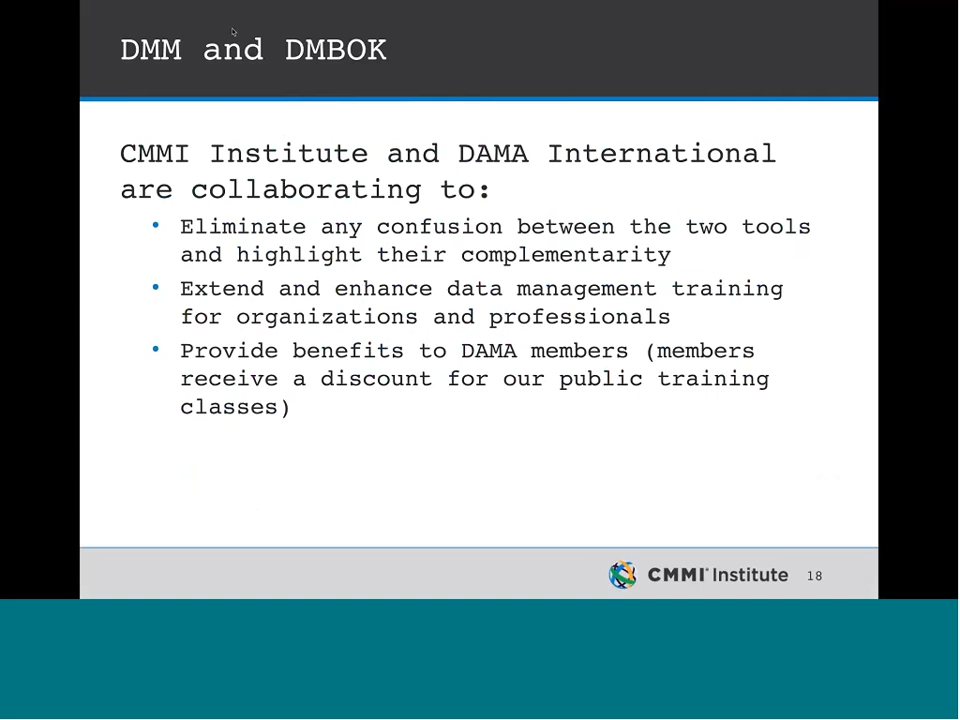 DMM and DMBOK
CMMI Institute and DAMA International
are collaborating to:
• Eliminate any confusion between the two tools
and highlight their complementarity
• Extend and enhance data management training
for organizations and professionals
• Provide benefits to DAMA members (members
receive a discount for our public training
classes)
CMMI® Institute 18